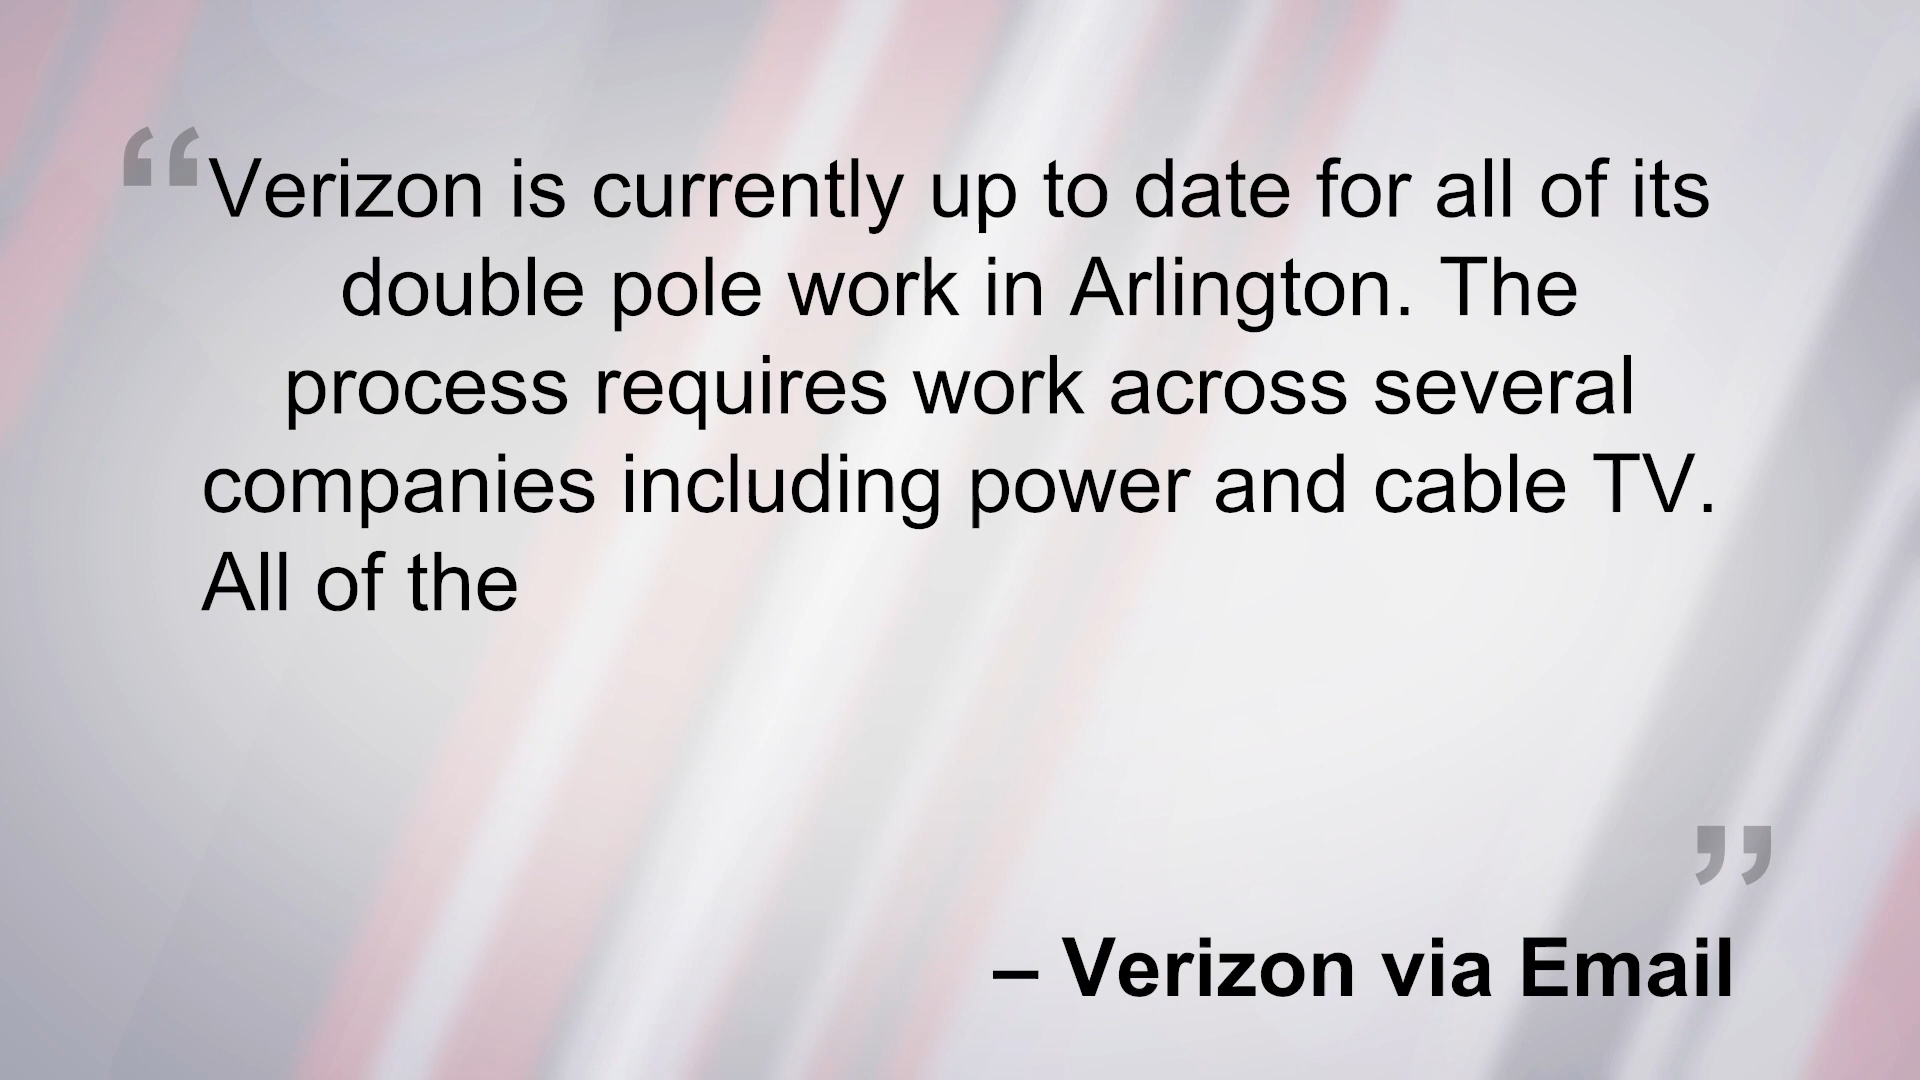 “Verizon is currently up to date for all of its
double pole work in Arlington. The
process requires work across several
companies including power and cable TV.
All of the
”
– Verizon via Email